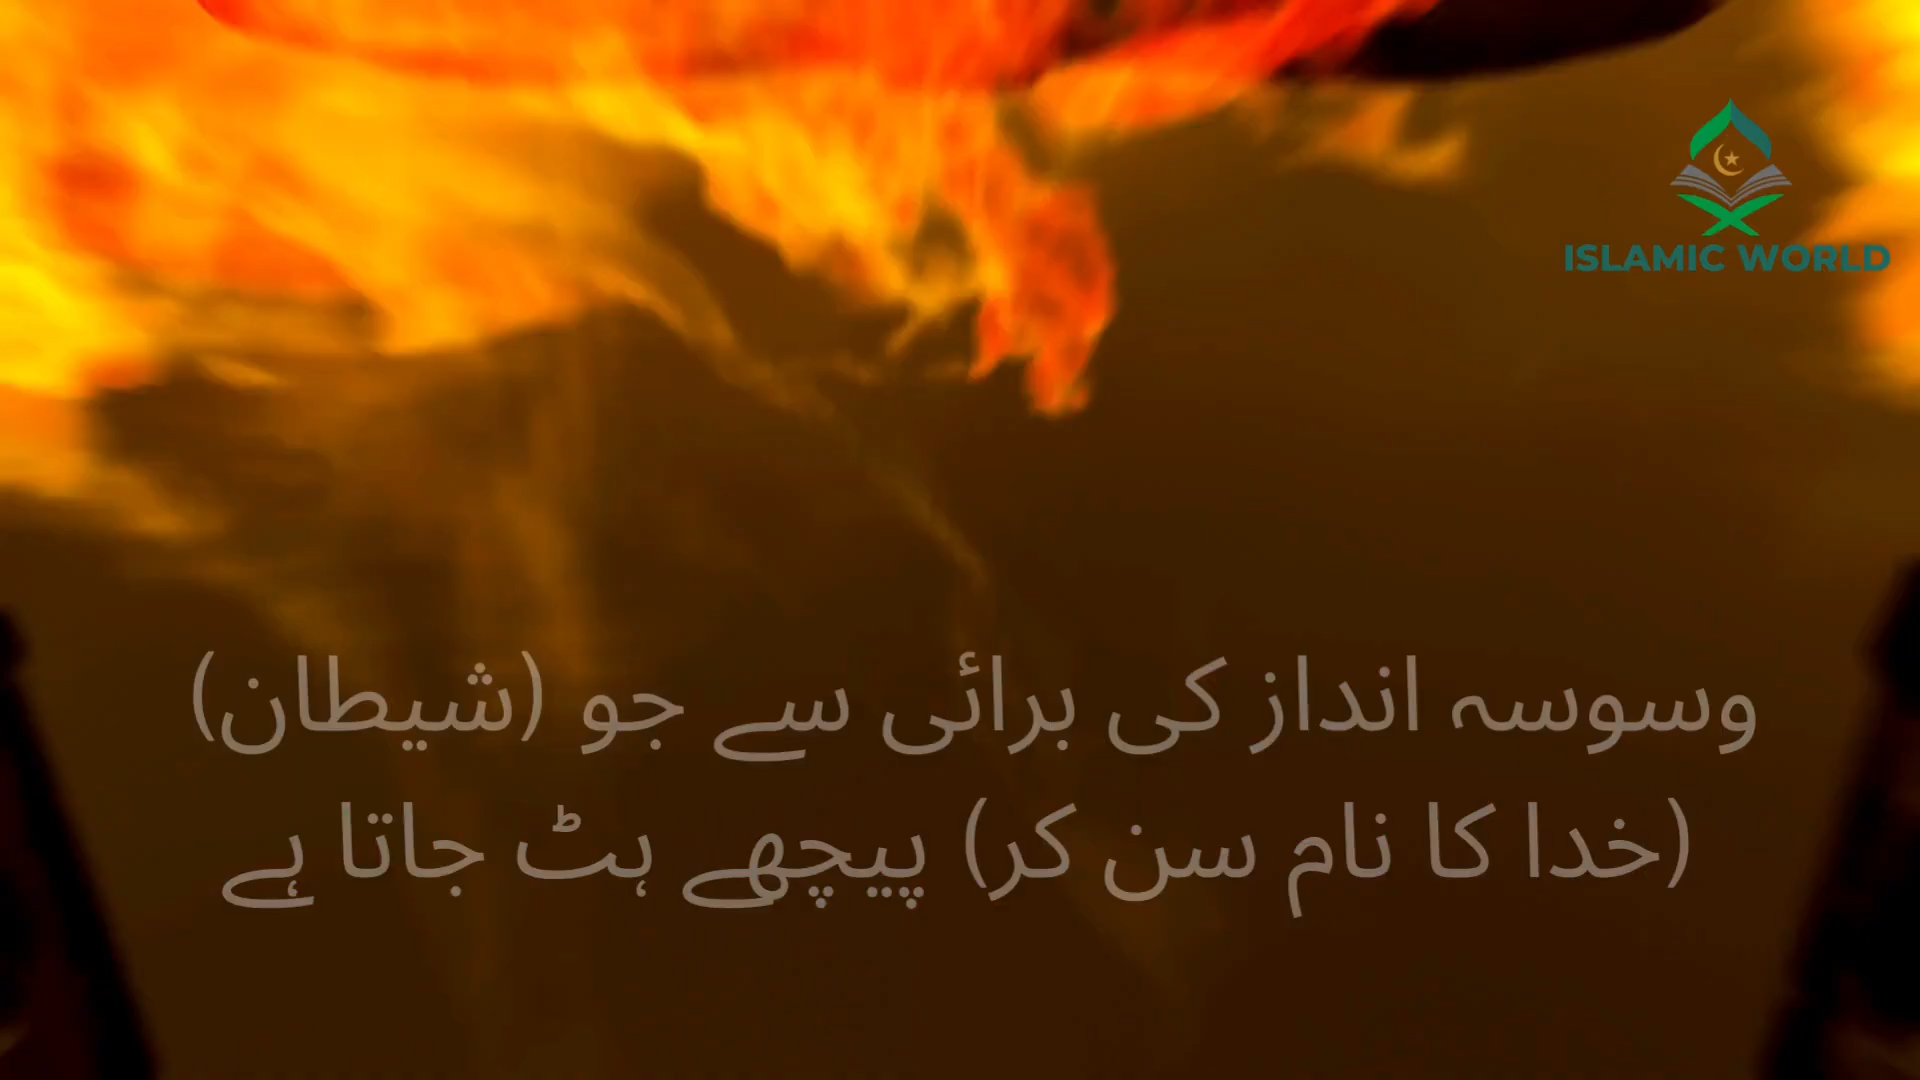 ISLAMIC WORLD
وسوسہ انداز کی برائی سے جو (شیطان)
(خدا کا نام سن کر) پیچھے ہٹ جاتا ہے